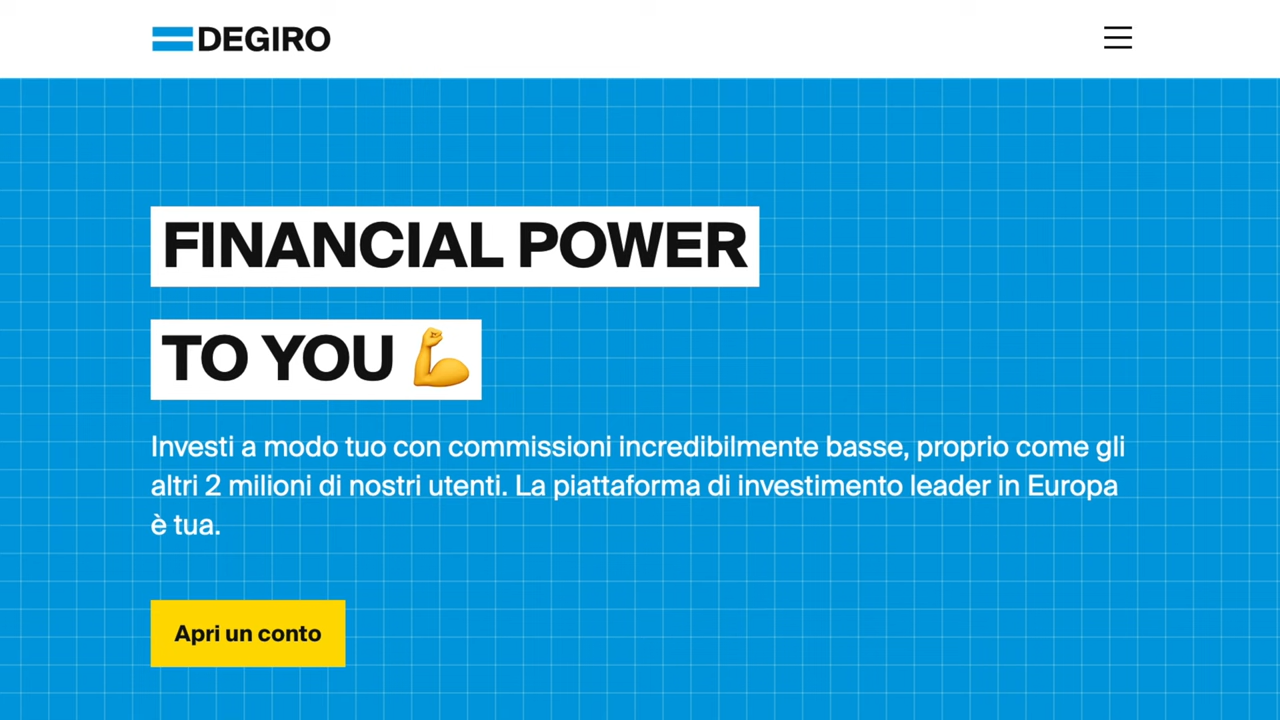 DEGIRO
FINANCIAL POWER
TO YOU 💪
Investi a modo tuo con commissioni incredibilmente basse, proprio come gli
altri 2 milioni di nostri utenti. La piattaforma di investimento leader in Europa
è tua.
Apri un conto